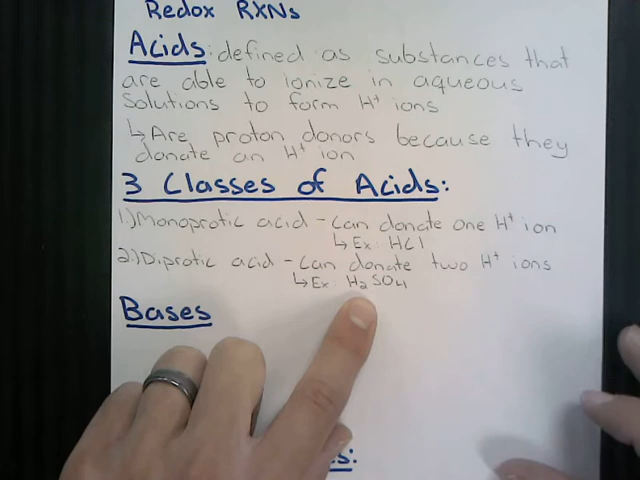 Redox RXNs
Acids: defined as substances that
are able to ionize in aqueous
solutions to form H⁺ ions
↳ Are proton donors because they
donate an H⁺ ion
3 Classes of Acids:
1.) Monoprotic acid - Can donate one H⁺ ion
↳ Ex: HCl
2.) Diprotic acid - Can donate two H⁺ ions
↳ Ex: H₂SO₄
Bases